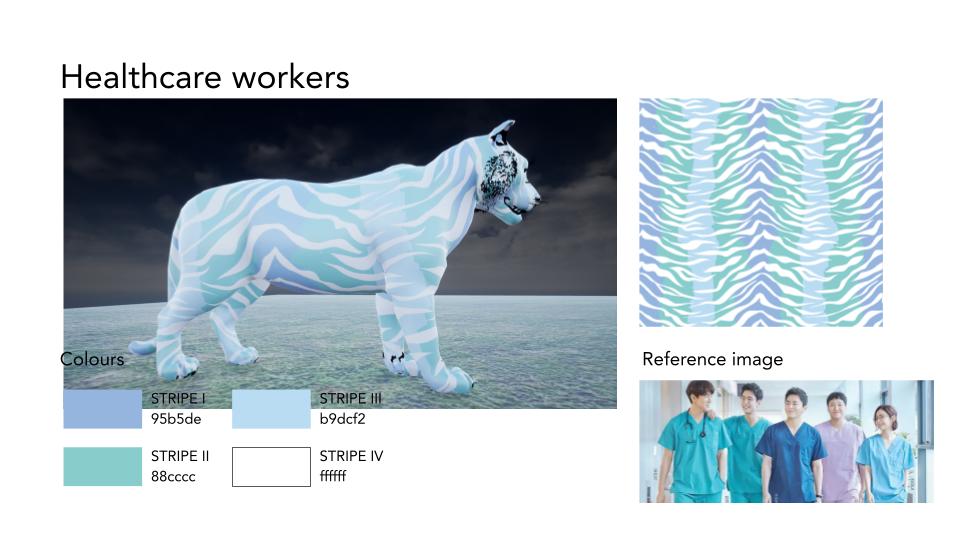 Healthcare workers
Colours
STRIPE I
95b5de
STRIPE III
b9dcf2
STRIPE II
88cccc
STRIPE IV
ffffff
Reference image